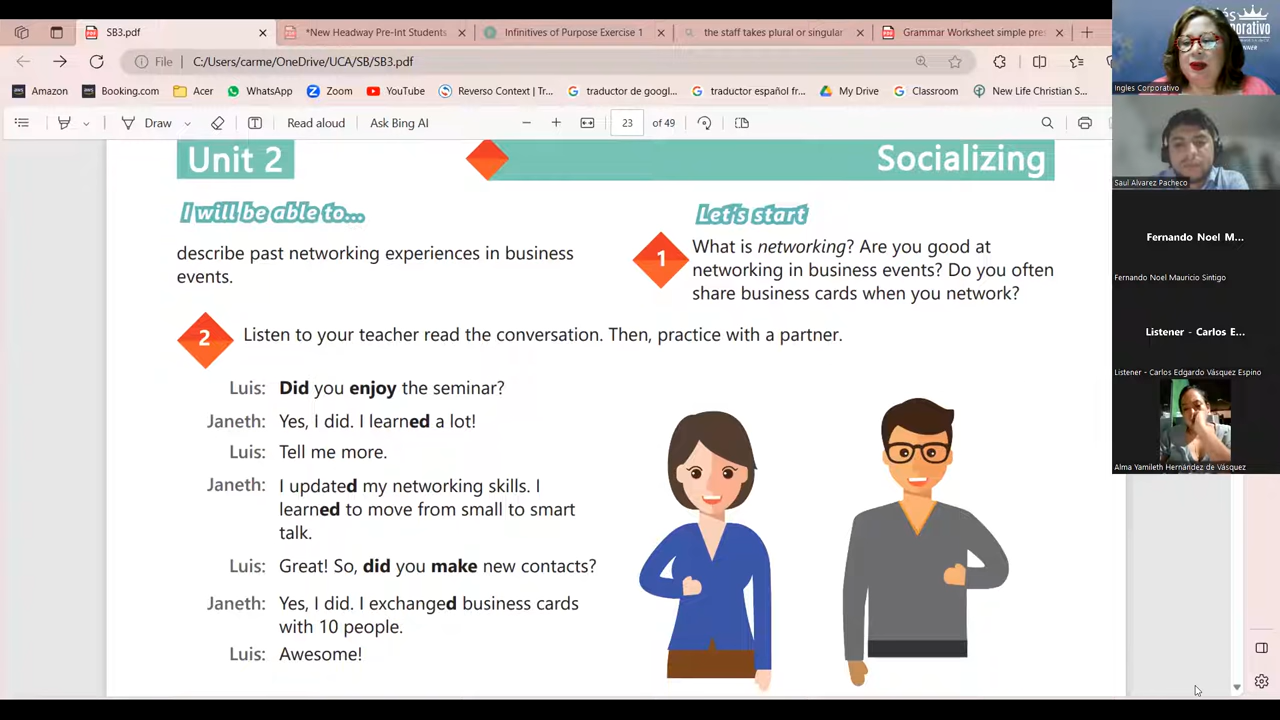 SB3.pdf
*New Headway Pre-Int Students
Infinitives of Purpose Exercise 1
the staff takes plural or singular
Grammar Worksheet simple pres
File
C:/Users/carme/OneDrive/UCA/SB/SB3.pdf
Amazon
Booking.com
Acer
WhatsApp
Zoom
YouTube
Reverso Context | Tr...
traductor de googl...
traductor español fr...
My Drive
Classroom
New Life Christian S...
Draw
Read aloud
Ask Bing AI
23 of 49
Unit 2
Socializing
I will be able to...
describe past networking experiences in business
events.
Let's start
1
What is networking? Are you good at
networking in business events? Do you often
share business cards when you network?
2
Listen to your teacher read the conversation. Then, practice with a partner.
Luis: Did you enjoy the seminar?
Janeth: Yes, I did. I learned a lot!
Luis: Tell me more.
Janeth: I updated my networking skills. I
learned to move from small to smart
talk.
Luis: Great! So, did you make new contacts?
Janeth: Yes, I did. I exchanged business cards
with 10 people.
Luis: Awesome!
Ingles Corporativo
Saul Alvarez Pacheco
Fernando Noel M...
Fernando Noel Mauricio Sintigo
Listener - Carlos E...
Listener - Carlos Edgardo Vásquez Espino
Alma Yamileth Hernández de Vásquez